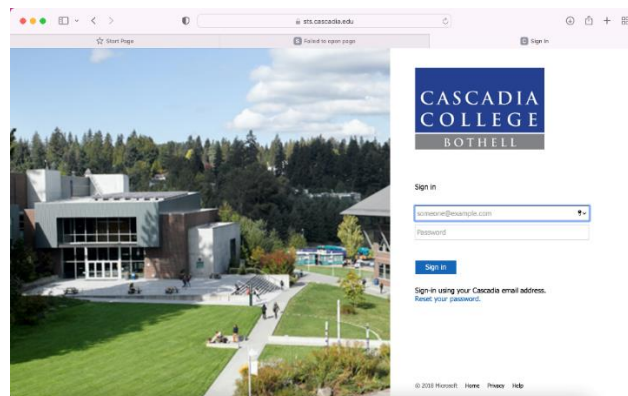 sts.cascadia.edu
Start Page
Failed to open page
Sign In
CASCADIA
COLLEGE
BOTHELL
Sign in
someone@example.com
Password
Sign in
Sign-in using your Cascadia email address.
Reset your password.
© 2018 Microsoft Home Privacy Help